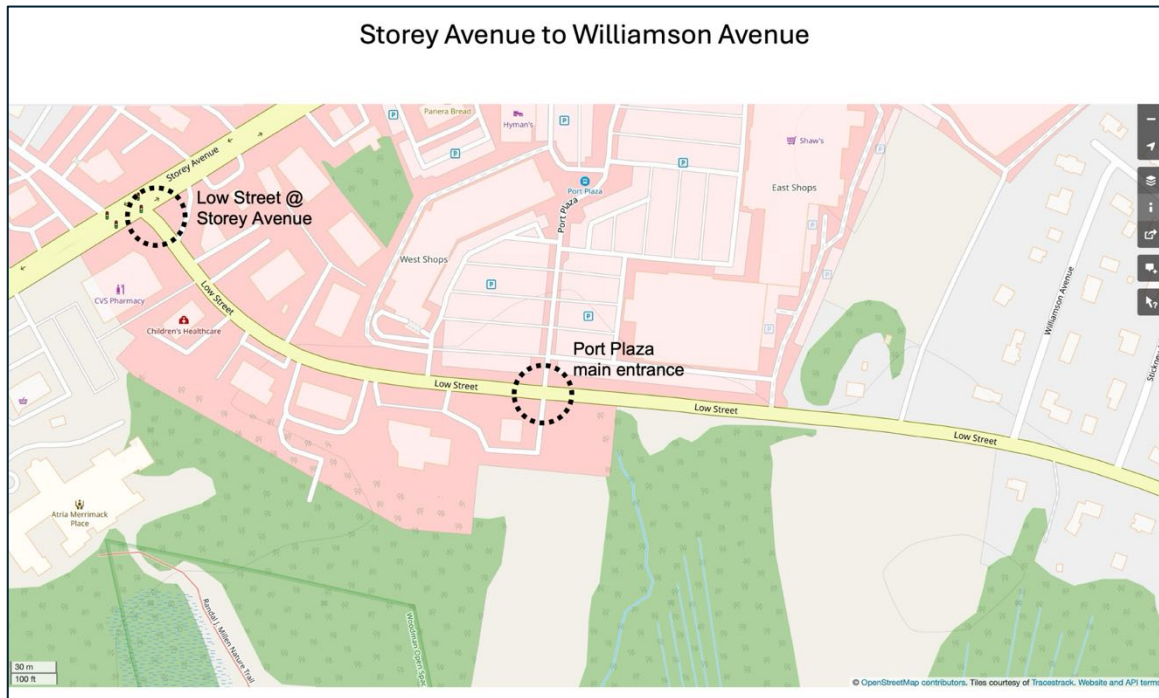 Storey Avenue to Williamson Avenue
Panera Bread
Hyman's
P
P
P
P
Shaw's
P
Storey Avenue
Low Street @
Storey Avenue
Port Plaza
East Shops
Port Plaza
West Shops
P
P
P
P
CVS Pharmacy
Low Street
Children's Healthcare
Port Plaza
main entrance
Low Street
Low Street
Low Street
Williamson Avenue
Atria Merrimack
Place
Randal J. Millen Nature Trail
30 m
100 ft
© OpenStreetMap contributors. Tiles courtesy of Tracestrack. Website and API terms